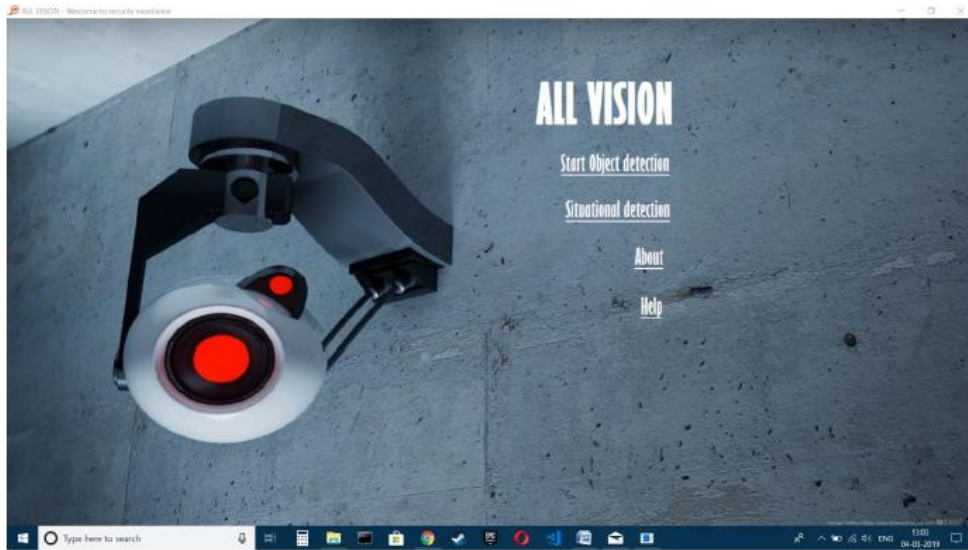 ALL VISION - Welcome to security excellence
ALL VISION
Start Object detection
Situational detection
About
Help
Type here to search
ENG
13:03
04-03-2019